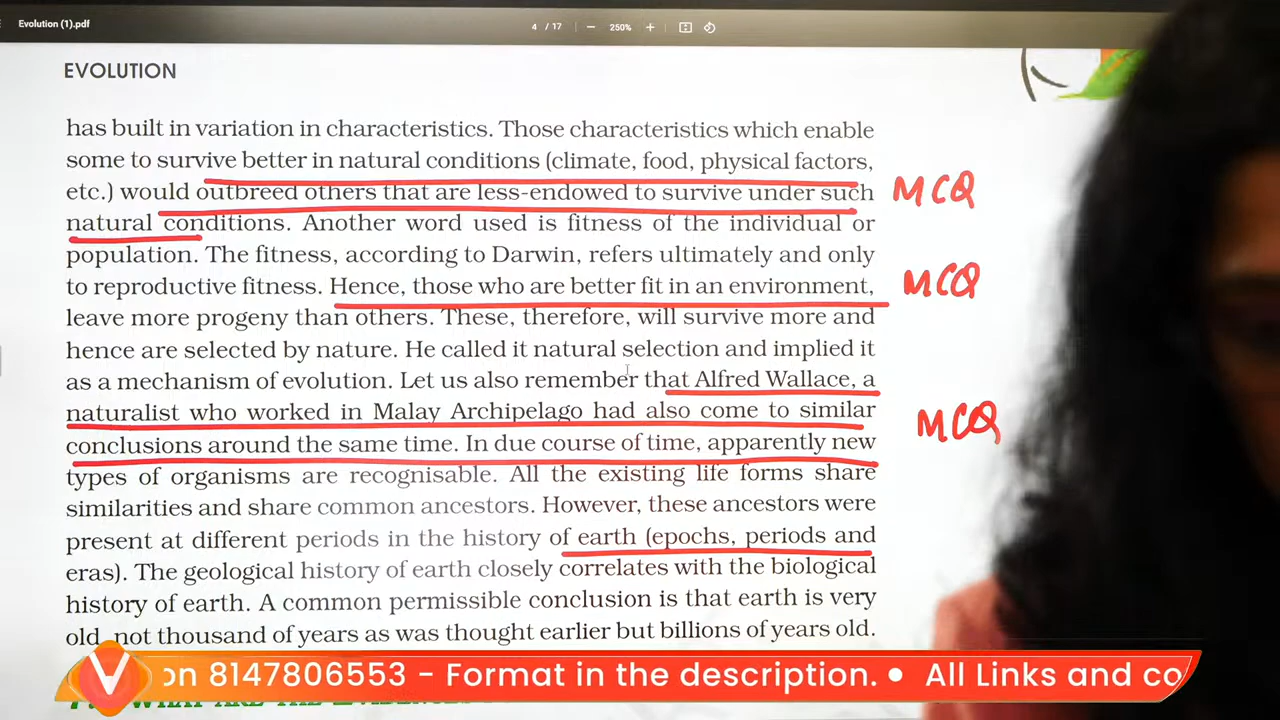 Evolution (1).pdf
4 / 17
250%
EVOLUTION
has built in variation in characteristics. Those characteristics which enable
some to survive better in natural conditions (climate, food, physical factors,
etc.) would outbreed others that are less-endowed to survive under such
MCQ
natural conditions. Another word used is fitness of the individual or
population. The fitness, according to Darwin, refers ultimately and only
to reproductive fitness. Hence, those who are better fit in an environment,
MCQ
leave more progeny than others. These, therefore, will survive more and
hence are selected by nature. He called it natural selection and implied it
as a mechanism of evolution. Let us also remember that Alfred Wallace, a
naturalist who worked in Malay Archipelago had also come to similar
MCQ
conclusions around the same time. In due course of time, apparently new
types of organisms are recognisable. All the existing life forms share
similarities and share common ancestors. However, these ancestors were
present at different periods in the history of earth (epochs, periods and
eras). The geological history of earth closely correlates with the biological
history of earth. A common permissible conclusion is that earth is very
old, not thousand of years as was thought earlier but billions of years old.
V
on 8147806553 - Format in the description. ● All Links and co